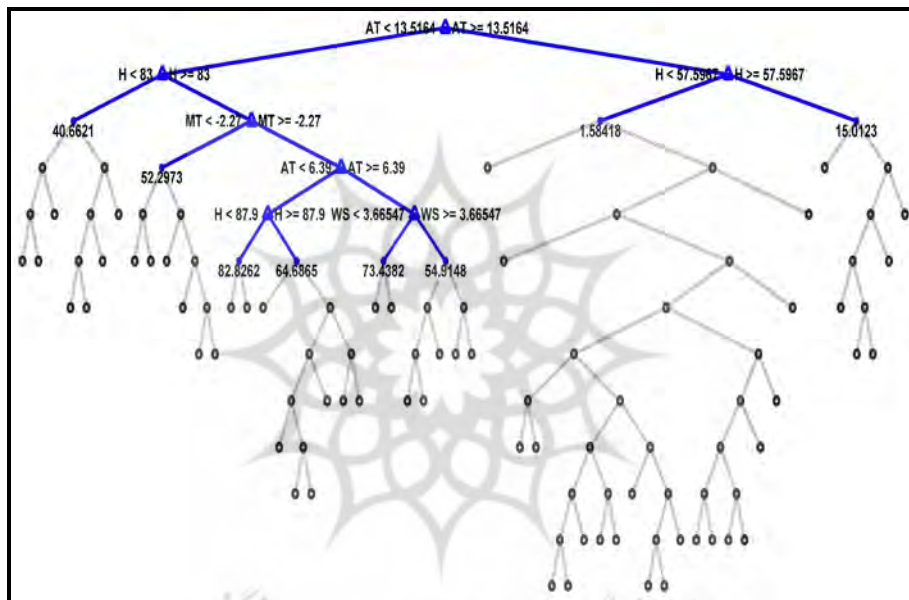 AT < 13.5164 AT >= 13.5164
H < 83 H >= 83
H < 57.5967 H >= 57.5967
40.6621
MT < -2.27 MT >= -2.27
1.58418
15.0123
52.2973
AT < 6.39 AT >= 6.39
H < 87.9 H >= 87.9
WS < 3.66547 WS >= 3.66547
82.8262
64.6865
73.4382
54.9148